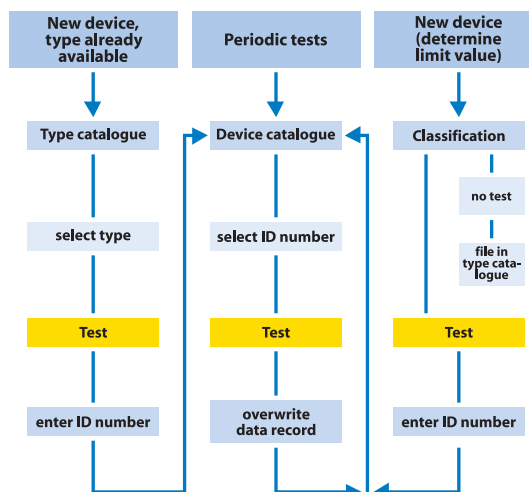 New device,
type already
available
Periodic tests
New device
(determine
limit value)
Type catalogue
Device catalogue
Classification
no test
select type
select ID number
file in
type cata-
logue
Test
Test
Test
enter ID number
overwrite
data record
enter ID number